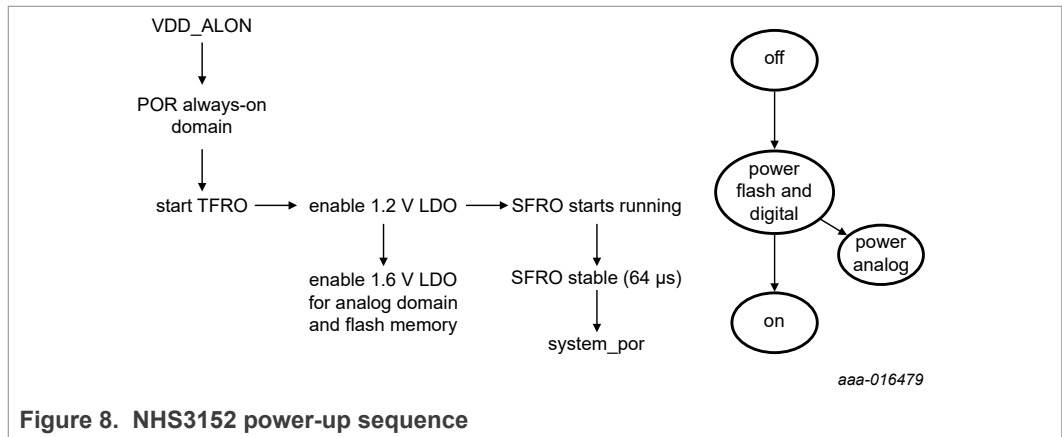 VDD_ALON
POR always-on
domain
start TFRO
enable 1.2 V LDO
SFRO starts running
enable 1.6 V LDO
for analog domain
and flash memory
SFRO stable (64 μs)
system_por
off
power
flash and
digital
power
analog
on
aaa-016479
Figure 8. NHS3152 power-up sequence